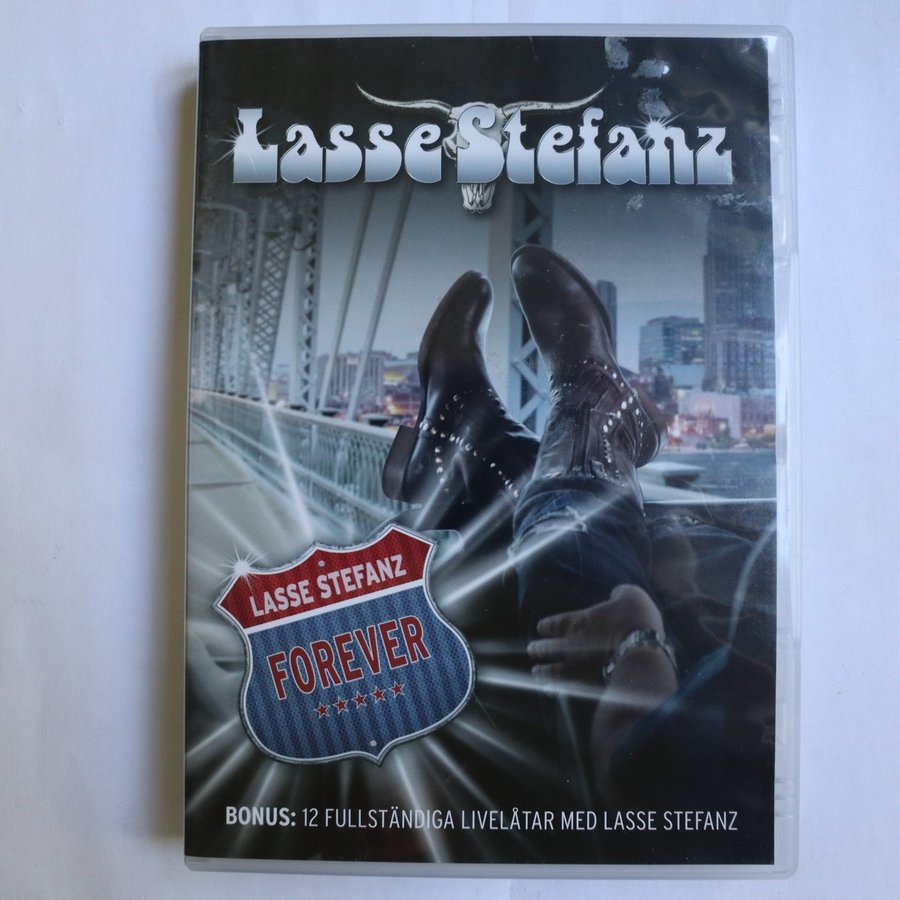 Lasse Stefanz
LASSE STEFANZ
FOREVER
BONUS: 12 FULLSTÄNDIGA LIVELÅTAR MED LASSE STEFANZ